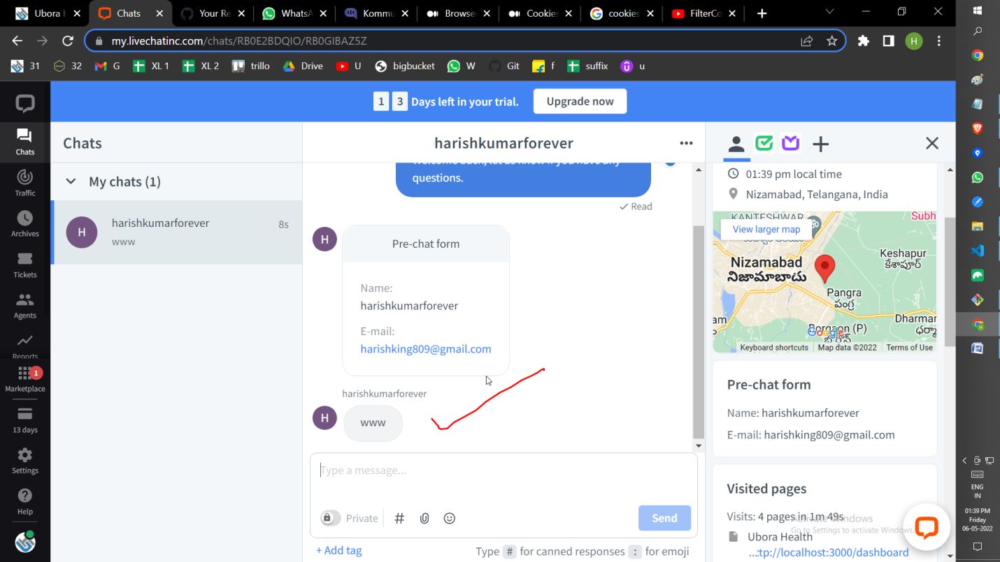 Ubora H
Chats
Your Re
WhatsA
Kommu
Browse
Cookie
cookies
FilterCo
my.livechatinc.com/chats/RB0E2BDQIO/RB0GIBAZ5Z
H
31
32
G
XL 1
XL 2
trillo
Drive
U
bigbucket
W
Git
f
suffix
u
1 3 Days left in your trial.
Upgrade now
Chats
Traffic
Archives
Tickets
Agents
Reports
1
Marketplace
13 days
Settings
Help
Chats
My chats (1)
H
harishkumarforever
8s
www
harishkumarforever
questions.
Read
H
Pre-chat form
Name:
harishkumarforever
E-mail:
harishking809@gmail.com
harishkumarforever
H
www
Type a message...
Private
Send
+ Add tag
Type # for canned responses : for emoji
01:39 pm local time
Nizamabad, Telangana, India
View larger map
Subh
KANTESHWAR
Keshapur
కేశాపూర్
Nizamabad
నిజామాబాదు
Pangra
పంగ్ర
Dharmar
Borgaon (P)
Google
Keyboard shortcuts
Map data ©2022
Terms of Use
Pre-chat form
Name: harishkumarforever
E-mail: harishking809@gmail.com
Visited pages
Visits: 4 pages in 1m 49s
Ubora Health
...tp://localhost:3000/dashboard
Activate Windows
Go to Settings to activate Windows.
ENG
IN
01:39 PM
Friday
06-05-2022